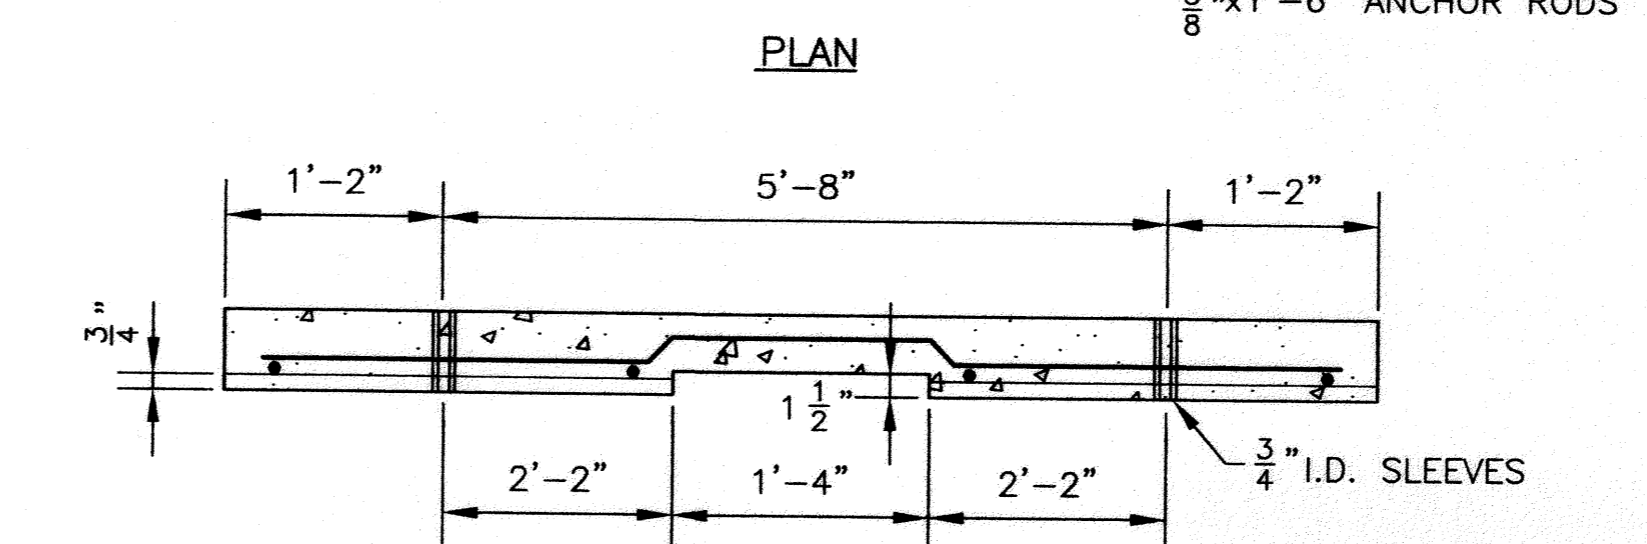 ANCHOR RODS
PLAN
1'-2" 5'-8" 1'-2"
3/4"
1 1/2"
3/4" I.D. SLEEVES
2'-2" 1'-4" 2'-2"